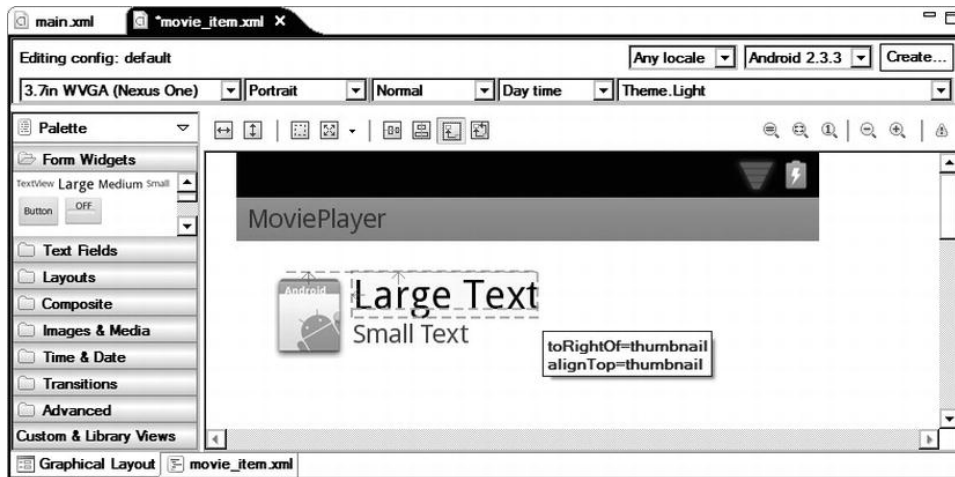 main.xml
*movie_item.xml X
Editing config: default
Any locale
Android 2.3.3
Create...
3.7in WVGA (Nexus One)
Portrait
Normal
Day time
Theme.Light
Palette
Form Widgets
TextView Large Medium Small
Button
OFF
Text Fields
Layouts
Composite
Images & Media
Time & Date
Transitions
Advanced
Custom & Library Views
MoviePlayer
Android
Large Text
Small Text
toRightOf=thumbnail
alignTop=thumbnail
Graphical Layout
movie_item.xml